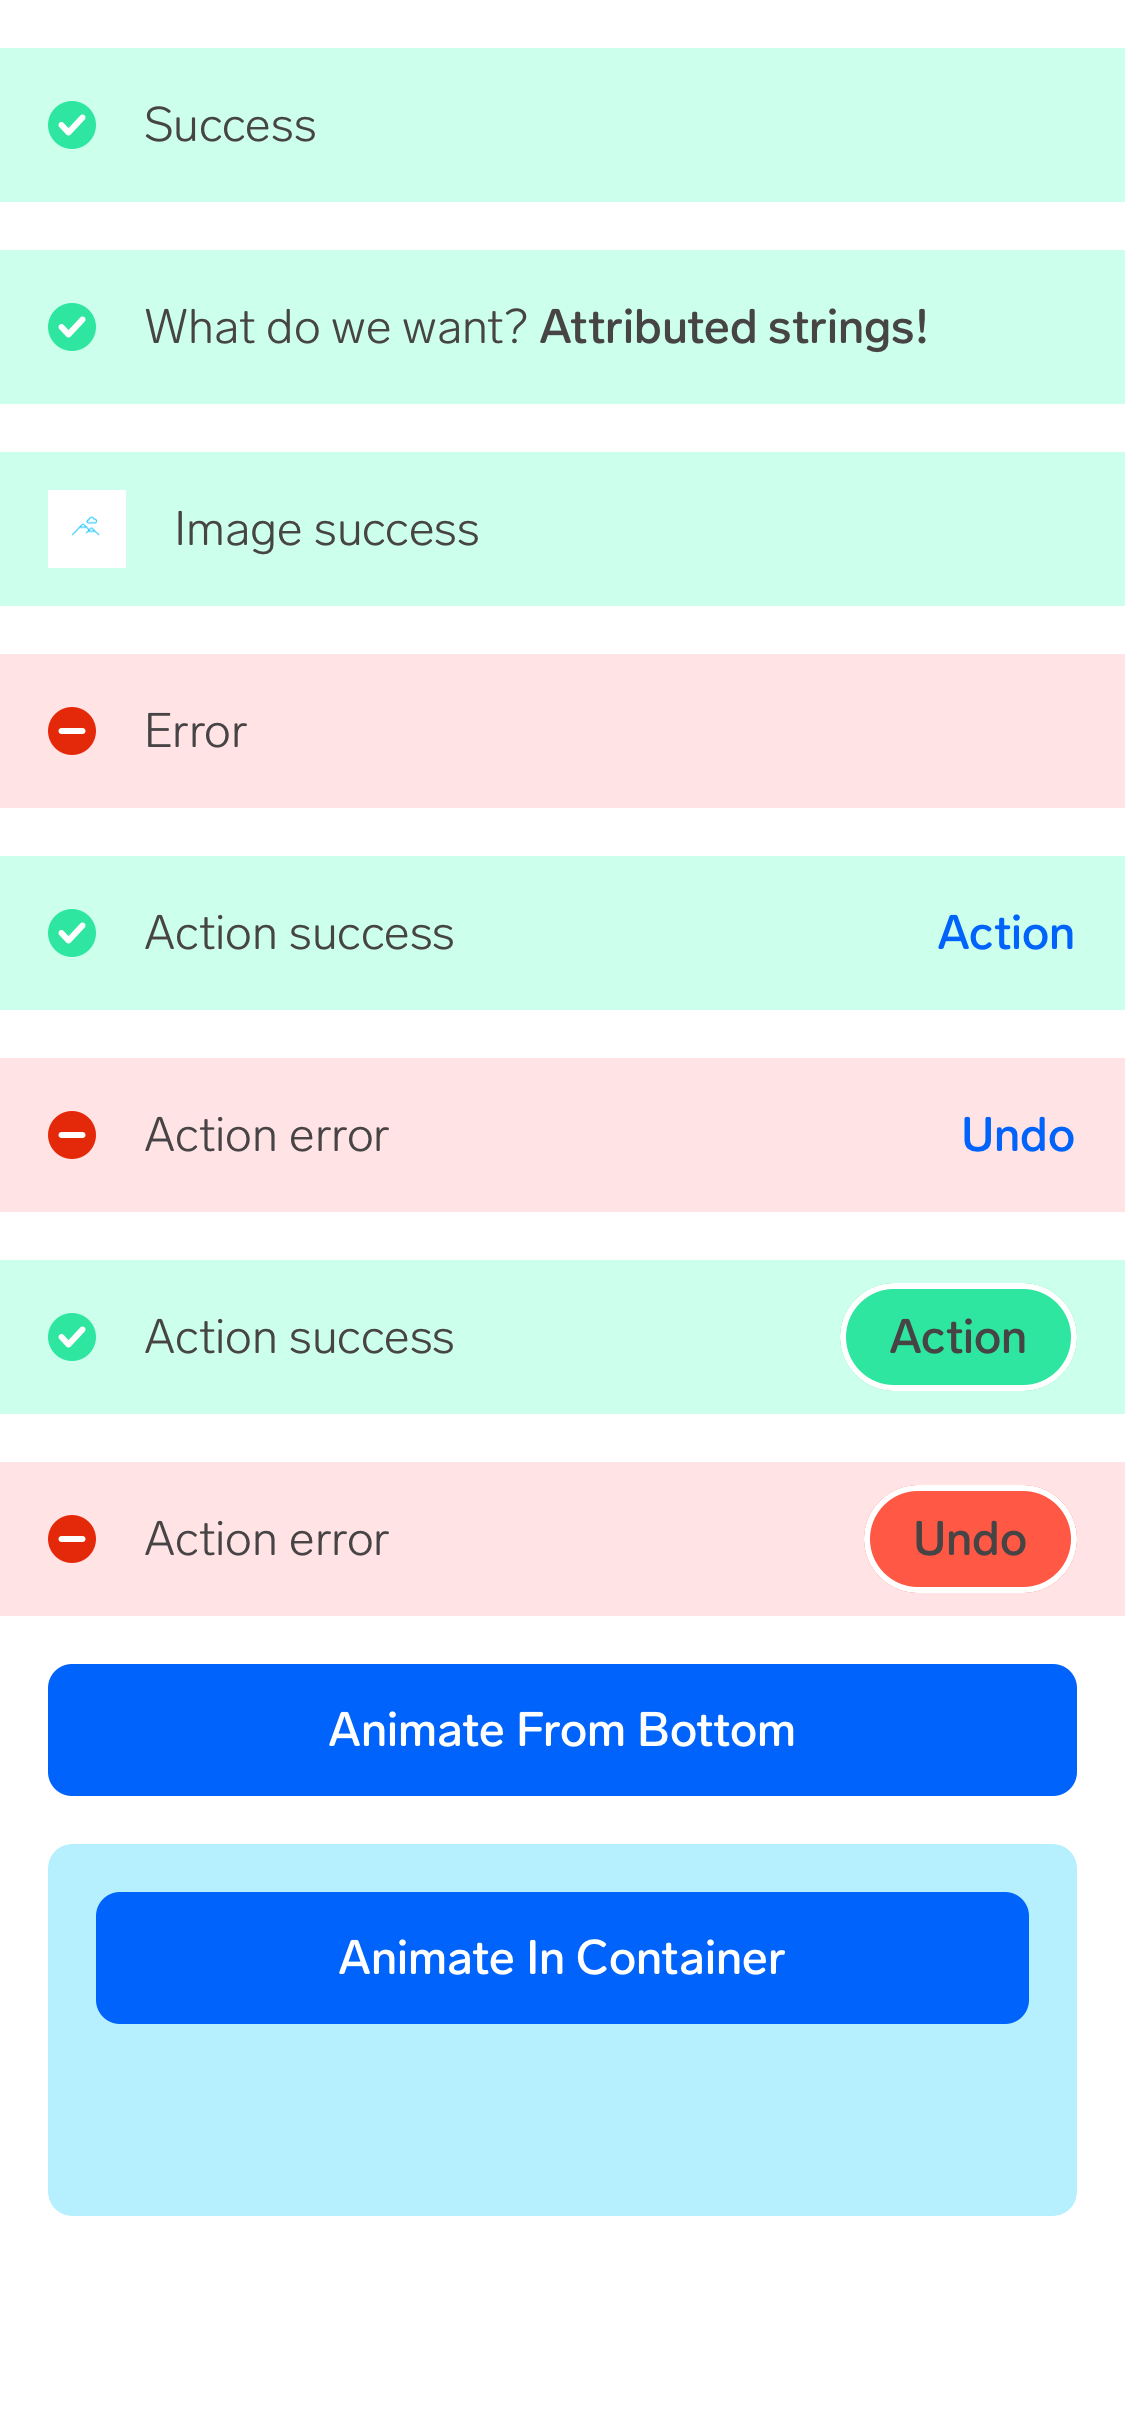 Success
What do we want? Attributed strings!
Image success
Error
Action success Action
Action error Undo
Action success Action
Action error Undo
Animate From Bottom
Animate In Container